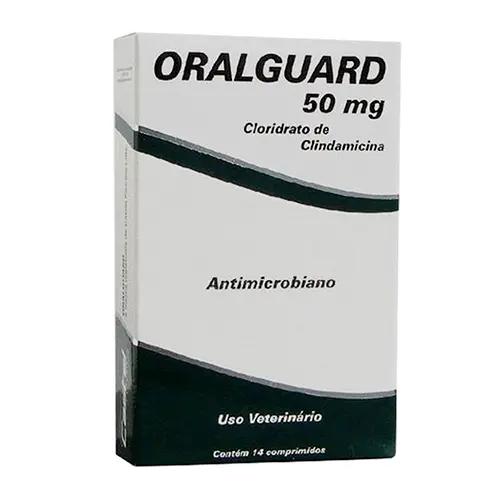 ORALGUARD
50 mg
Cloridrato de
Clindamicina
Antimicrobiano
Uso Veterinário
Contém 14 comprimidos